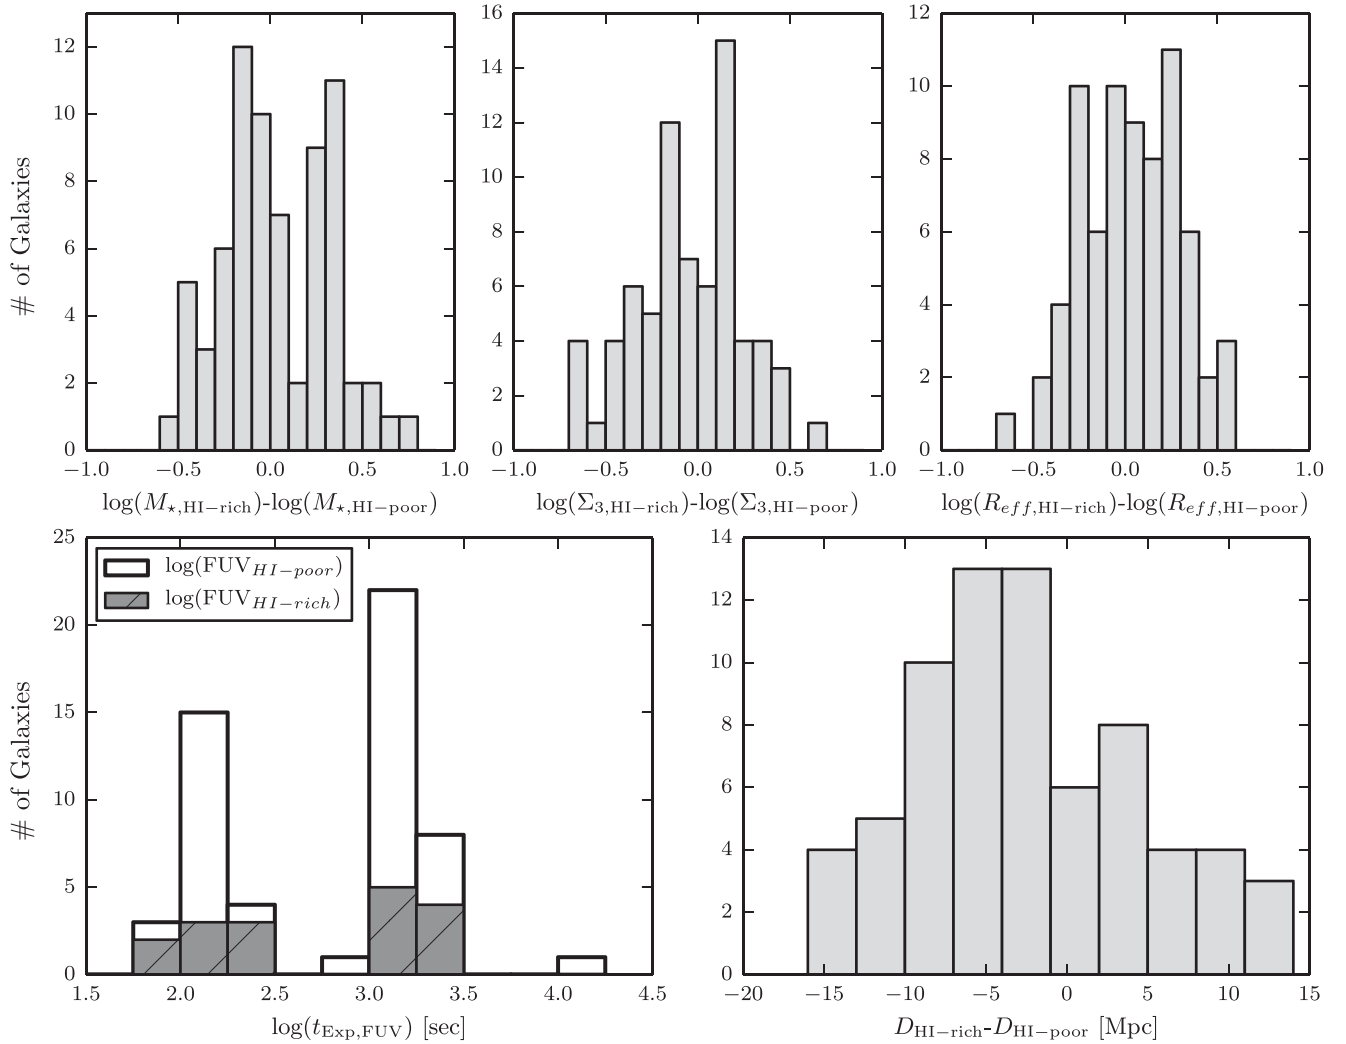 # of Galaxies
12
10
8
6
4
2
0
−1.0 −0.5 0.0 0.5 1.0
log(M⋆,HI−rich)-log(M⋆,HI−poor)
16
14
12
10
8
6
4
2
0
−1.0 −0.5 0.0 0.5 1.0
log(Σ3,HI−rich)-log(Σ3,HI−poor)
12
10
8
6
4
2
0
−1.0 −0.5 0.0 0.5 1.0
log(Reff,HI−rich)-log(Reff,HI−poor)
# of Galaxies
25
20
15
10
5
0
log(FUVHI−poor)
log(FUVHI−rich)
1.5 2.0 2.5 3.0 3.5 4.0 4.5
log(tExp,FUV) [sec]
14
12
10
8
6
4
2
0
−20 −15 −10 −5 0 5 10 15
DHI−rich-DHI−poor [Mpc]